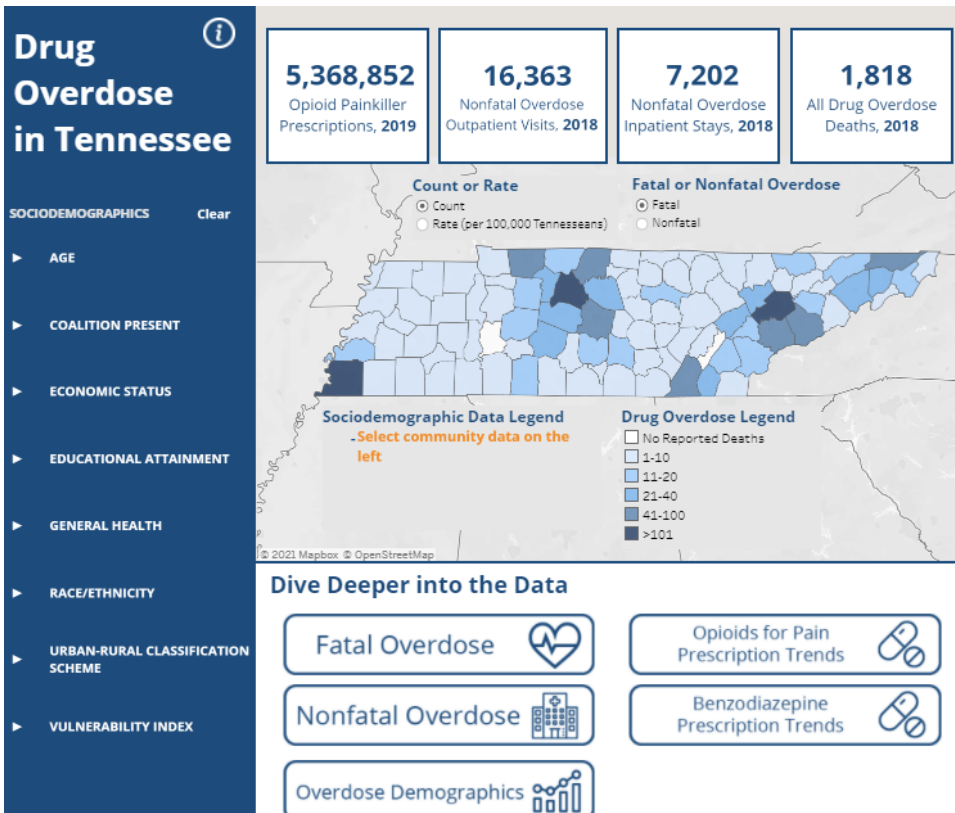 Drug
Overdose
in Tennessee
i
SOCIODEMOGRAPHICS Clear
AGE
COALITION PRESENT
ECONOMIC STATUS
EDUCATIONAL ATTAINMENT
GENERAL HEALTH
RACE/ETHNICITY
URBAN-RURAL CLASSIFICATION
SCHEME
VULNERABILITY INDEX
5,368,852
Opioid Painkiller
Prescriptions, 2019
16,363
Nonfatal Overdose
Outpatient Visits, 2018
7,202
Nonfatal Overdose
Inpatient Stays, 2018
1,818
All Drug Overdose
Deaths, 2018
Count or Rate
Count
Rate (per 100,000 Tennesseans)
Fatal or Nonfatal Overdose
Fatal
Nonfatal
Sociodemographic Data Legend
-Select community data on the
left
Drug Overdose Legend
No Reported Deaths
1-10
11-20
21-40
41-100
>101
© 2021 Mapbox © OpenStreetMap
Dive Deeper into the Data
Fatal Overdose
Nonfatal Overdose
Overdose Demographics
Opioids for Pain
Prescription Trends
Benzodiazepine
Prescription Trends